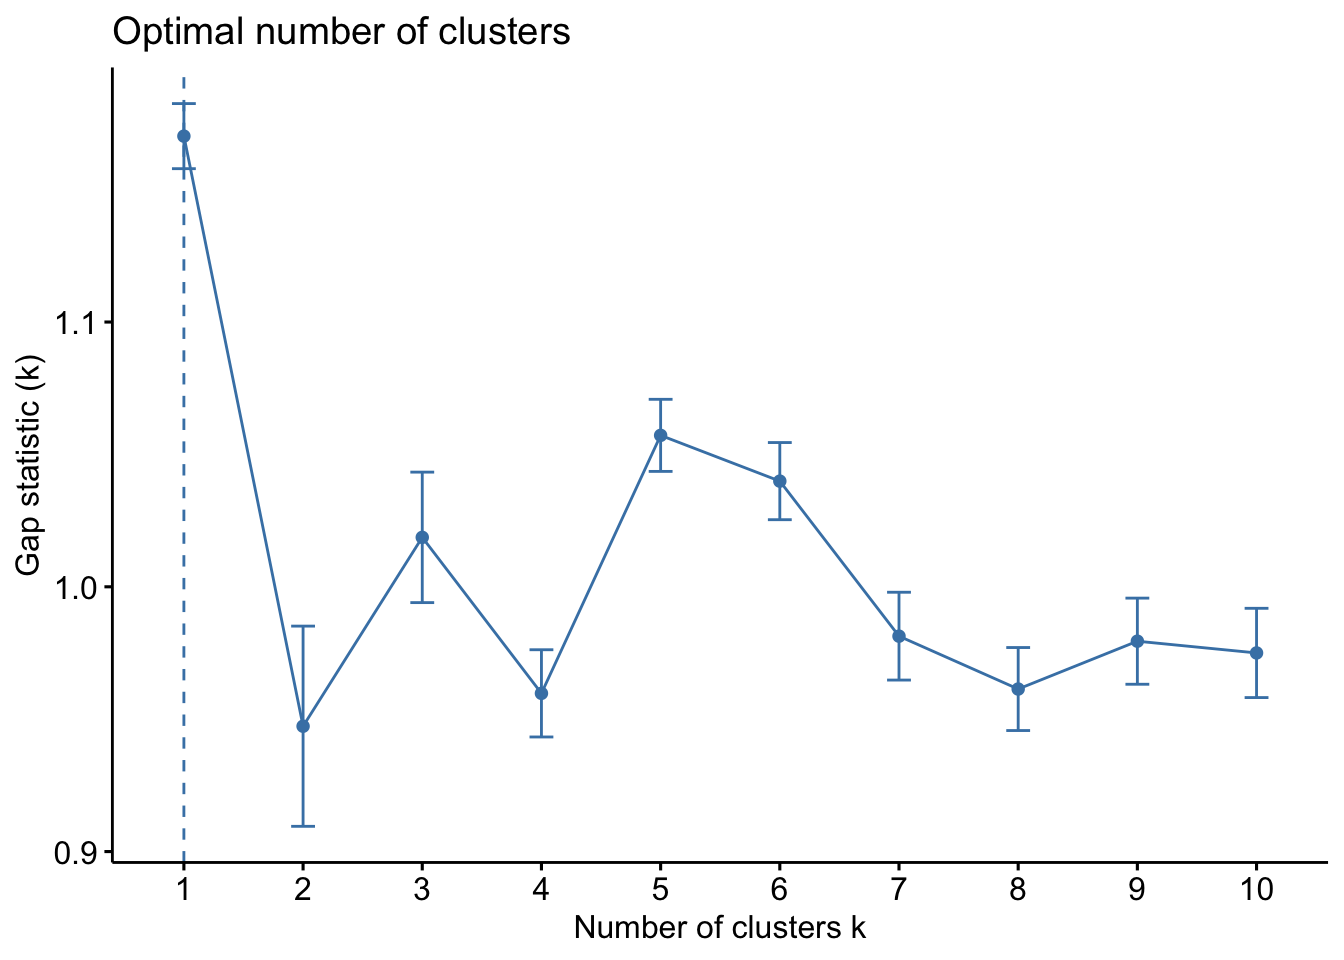 Optimal number of clusters
Gap statistic (k)
1.1
1.0
0.9
1 2 3 4 5 6 7 8 9 10
Number of clusters k